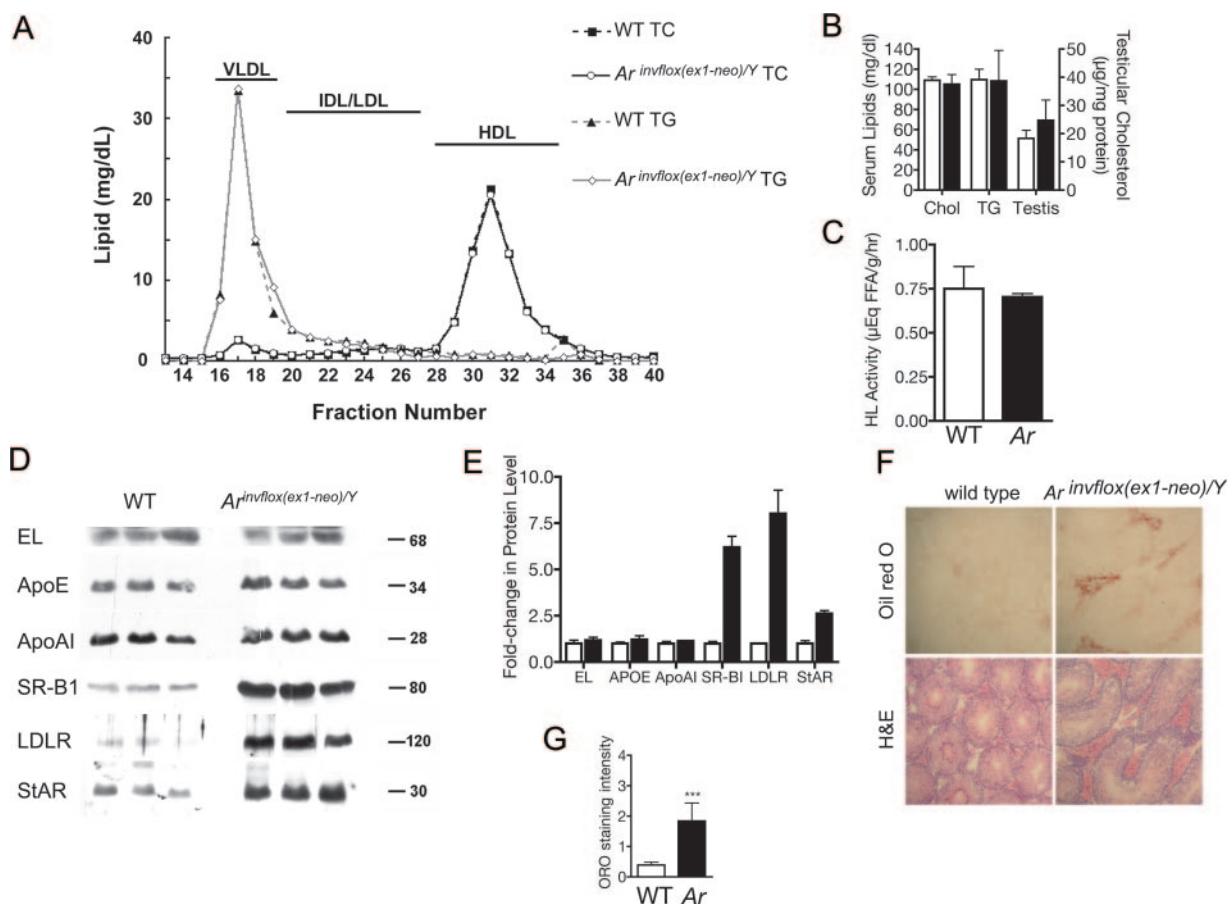 A
Lipid (mg/dL)
40
30
20
10
0
14 16 18 20 22 24 26 28 30 32 34 36 38 40
Fraction Number
VLDL
IDL/LDL
HDL
WT TC
Ar invflox(ex1-neo)/Y TC
WT TG
Ar invflox(ex1-neo)/Y TG
B
Serum Lipids (mg/dl)
140
120
100
80
60
40
20
0
Chol TG Testis
50
40
30
20
10
0
Testicular Cholesterol
(µg/mg protein)
C
HL Activity (µEq FFA/g/hr)
1.00
0.75
0.50
0.25
0.00
WT Ar
D
WT Ar invflox(ex1-neo)/Y
EL — 68
ApoE — 34
ApoAI — 28
SR-B1 — 80
LDLR — 120
StAR — 30
E
Fold-change in Protein Level
10.0
7.5
5.0
2.5
0.0
EL APOE ApoAI SR-BI LDLR StAR
F
wild type Ar invflox(ex1-neo)/Y
Oil red O
H&E
G
ORO staining intensity
4
3
2
1
0
***
WT Ar